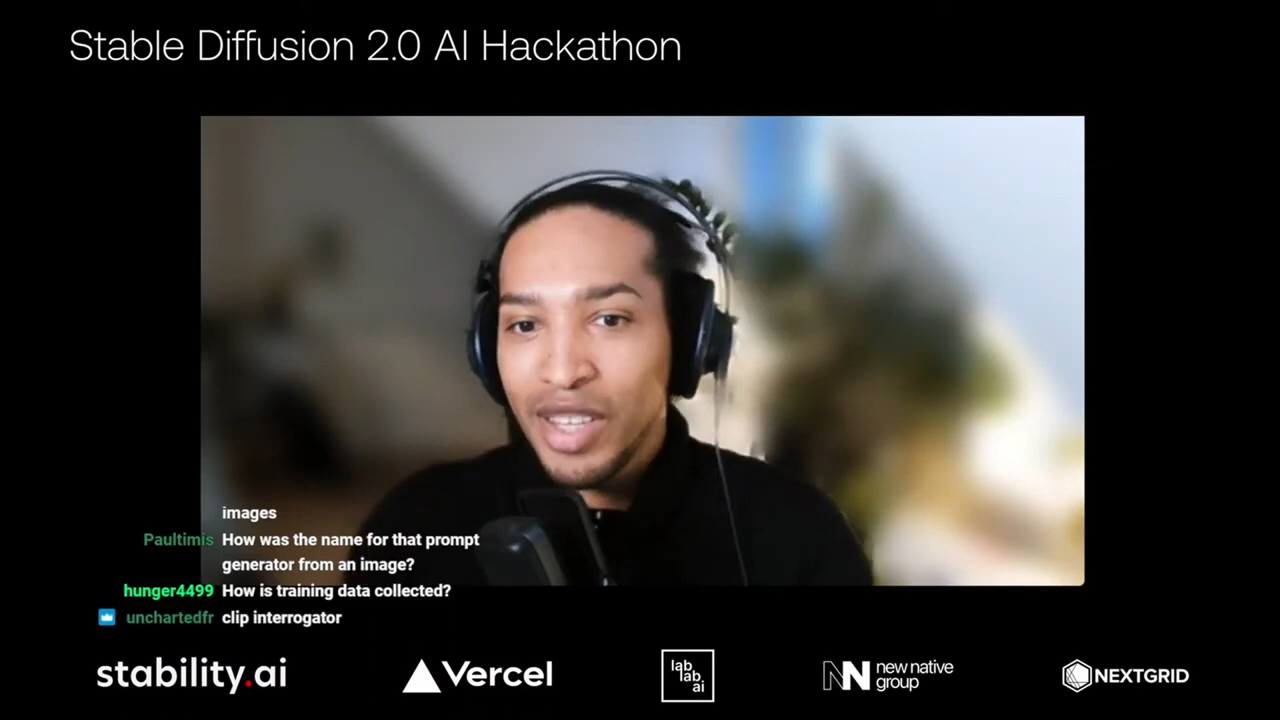 Stable Diffusion 2.0 AI Hackathon
images
Paultimis How was the name for that prompt
generator from an image?
hunger4499 How is training data collected?
unchartedfr clip interrogator
stability.ai
Vercel
lab
lab
ai
NN new native
group
NEXTGRID